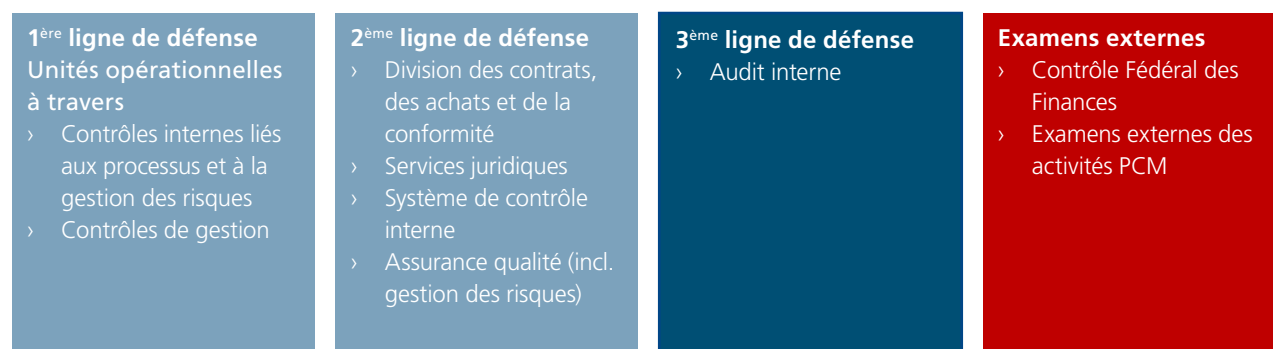 1ère ligne de défense
Unités opérationnelles
à travers
› Contrôles internes liés
aux processus et à la
gestion des risques
› Contrôles de gestion
2ème ligne de défense
› Division des contrats,
des achats et de la
conformité
› Services juridiques
› Système de contrôle
interne
› Assurance qualité (incl.
gestion des risques)
3ème ligne de défense
› Audit interne
Examens externes
› Contrôle Fédéral des
Finances
› Examens externes des
activités PCM